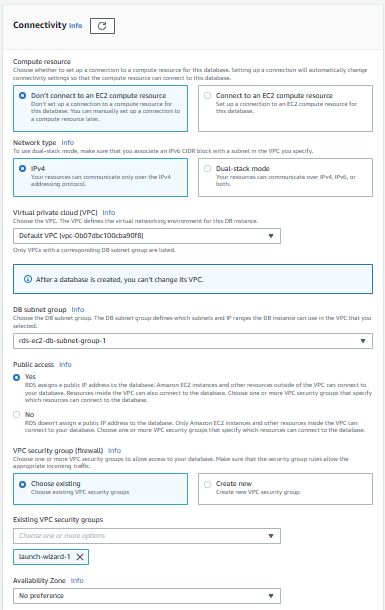 Connectivity Info
Compute resource
Choose whether to set up a connection to a compute resource for this database. Setting up a connection will automatically change
connectivity settings so that the compute resource can connect to this database.
Don't connect to an EC2 compute resource
Don't set up a connection to a compute resource for
this database. You can manually set up a connection to
a compute resource later.
Connect to an EC2 compute resource
Set up a connection to an EC2 compute resource for
this database.
Network type Info
To use dual-stack mode, make sure that you associate an IPv6 CIDR block with a subnet in the VPC you specify.
IPv4
Your resources can communicate only over the IPv4
addressing protocol.
Dual-stack mode
Your resources can communicate over IPv4, IPv6, or
both.
Virtual private cloud (VPC) Info
Choose the VPC. The VPC defines the virtual networking environment for this DB instance.
Default VPC (vpc-0b07dbc100cba90f8)
Only VPCs with a corresponding DB subnet group are listed.
After a database is created, you can't change its VPC.
DB subnet group Info
Choose the DB subnet group. The DB subnet group defines which subnets and IP ranges the DB instance can use in the VPC that you
selected.
rds-ec2-db-subnet-group-1
Public access Info
Yes
RDS assigns a public IP address to the database. Amazon EC2 instances and other resources outside of the VPC can connect to
your database. Resources inside the VPC can also connect to the database. Choose one or more VPC security groups that specify
which resources can connect to the database.
No
RDS doesn't assign a public IP address to the database. Only Amazon EC2 instances and other resources inside the VPC can
connect to your database. Choose one or more VPC security groups that specify which resources can connect to the database.
VPC security group (firewall) Info
Choose one or more VPC security groups to allow access to your database. Make sure that the security group rules allow the
appropriate incoming traffic.
Choose existing
Choose existing VPC security groups
Create new
Create new VPC security group
Existing VPC security groups
Choose one or more options
launch-wizard-1
Availability Zone Info
No preference